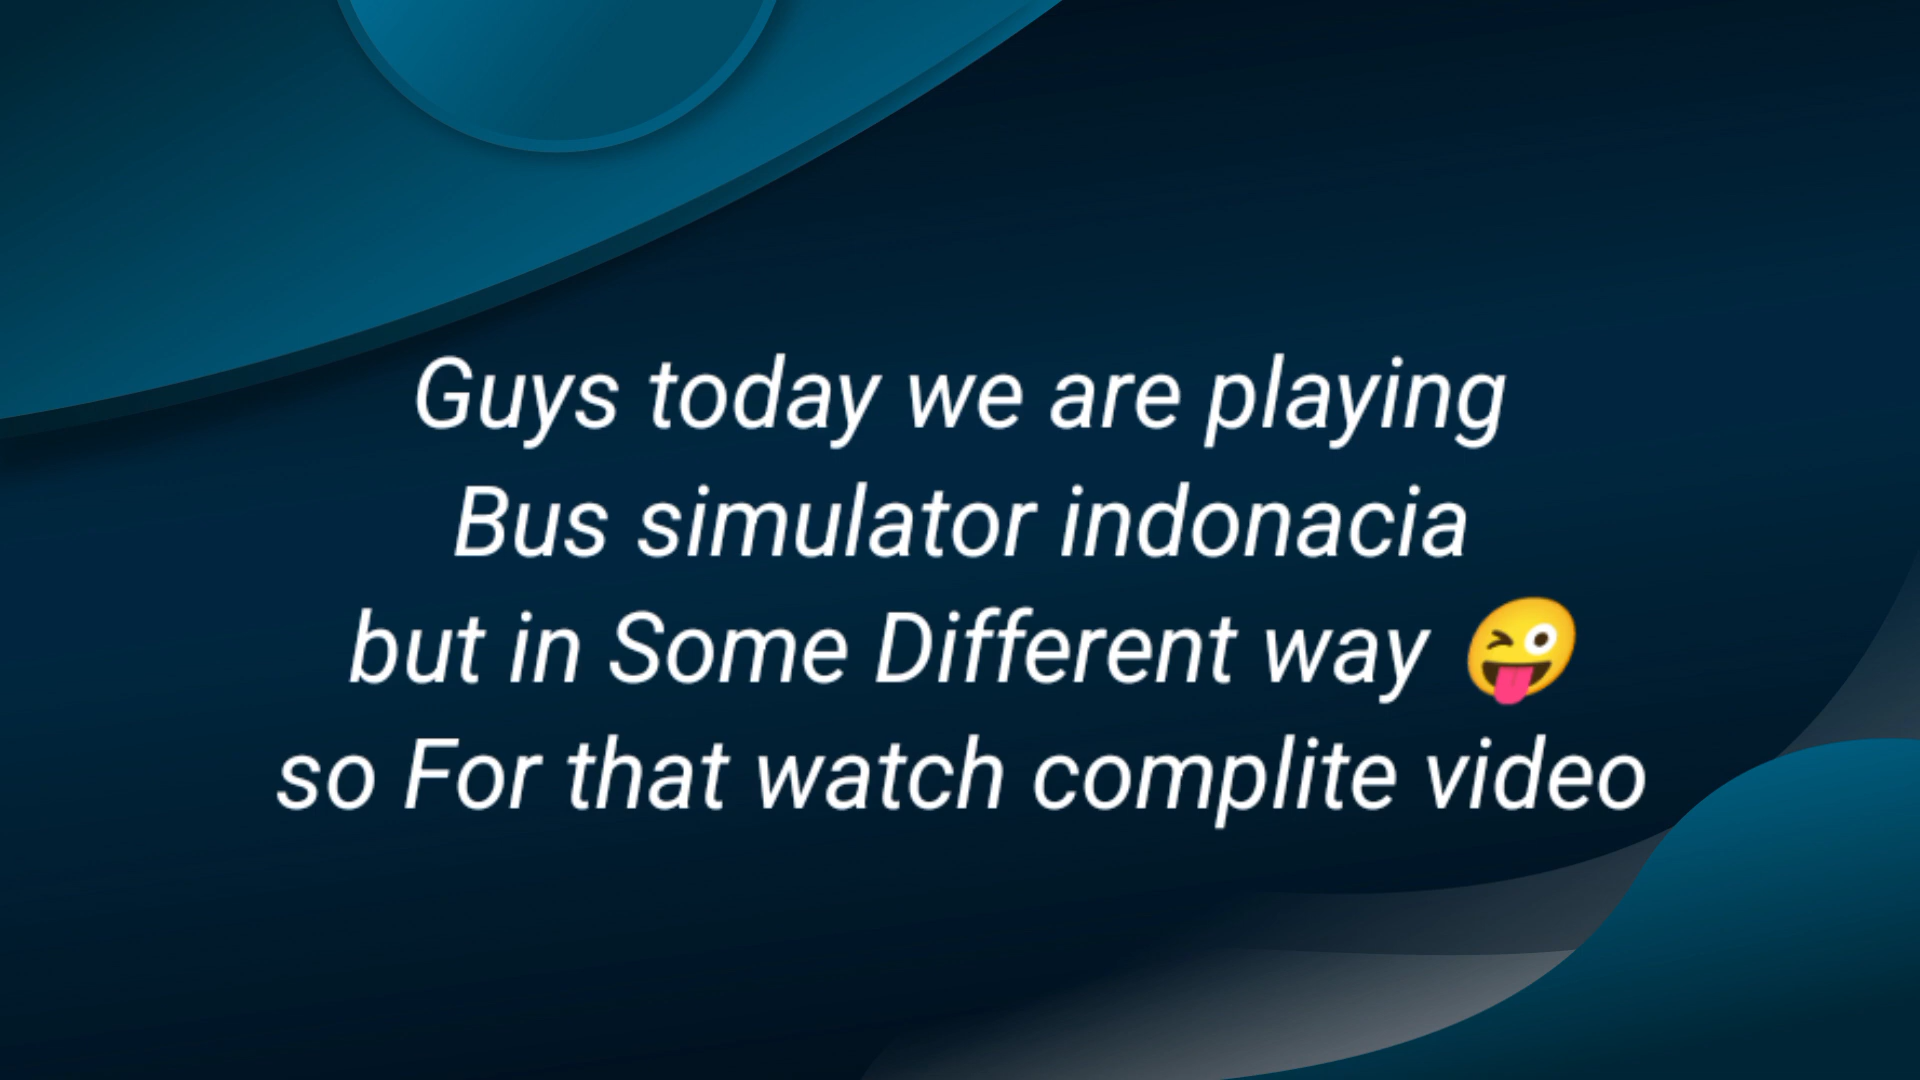 Guys today we are playing
Bus simulator indonacia
but in Some Different way 😜
so For that watch complite video